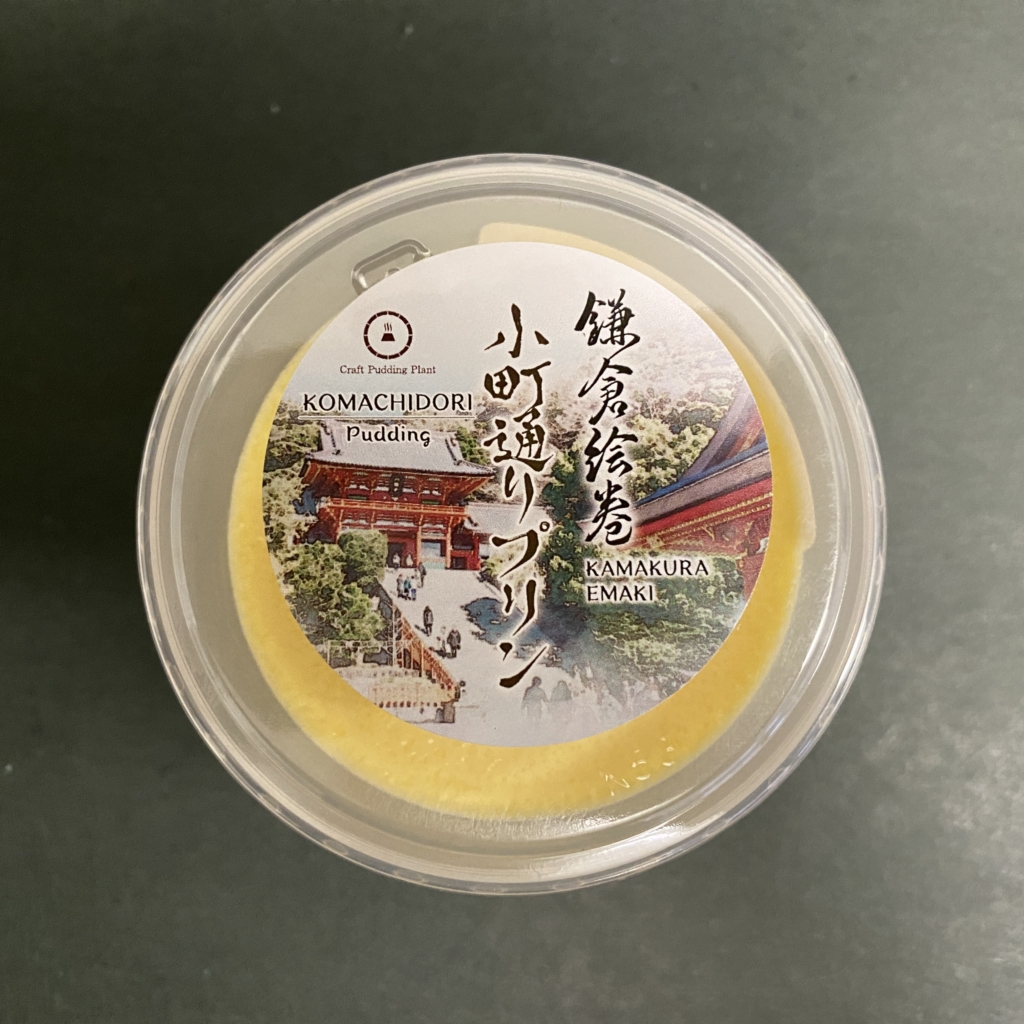 鎌倉絵巻
KAMAKURA
EMAKI
小町通りプリン
Craft Pudding Plant
KOMACHIDORI
Pudding